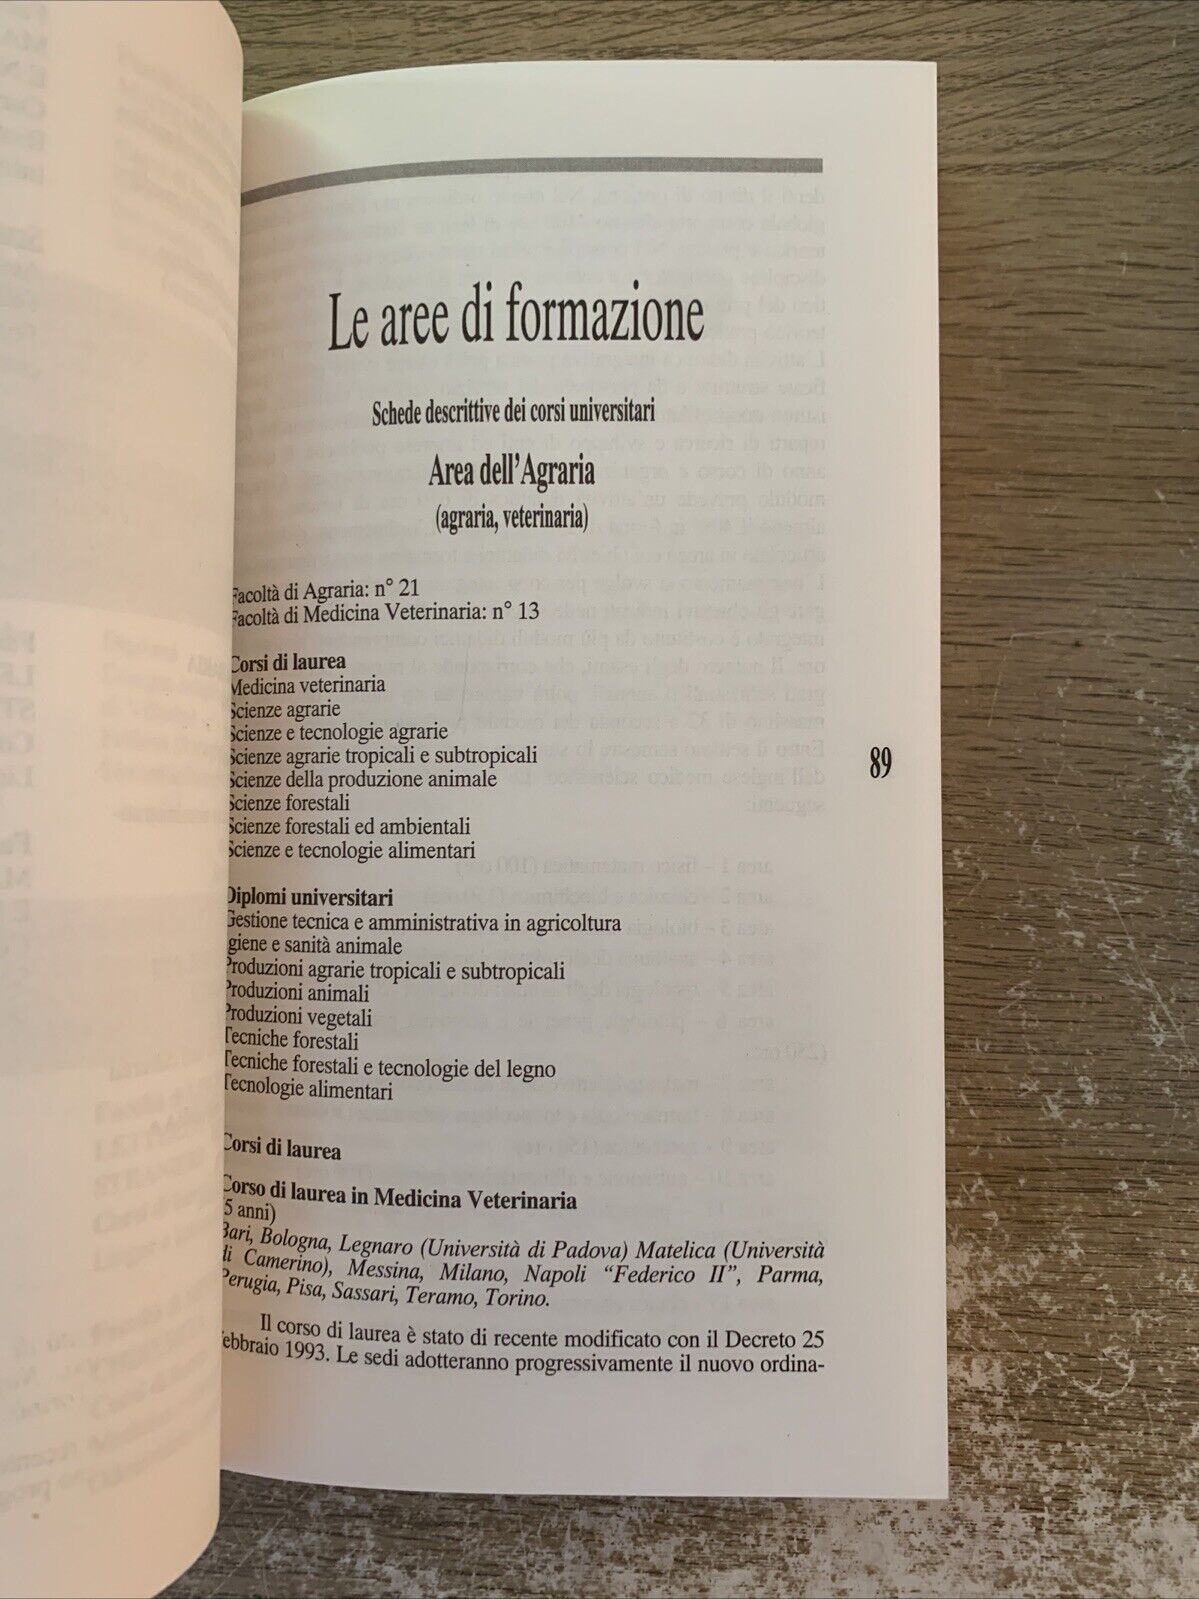 Le aree di formazione
Schede descrittive dei corsi universitari
Area dell'Agraria
(agraria, veterinaria)
Facoltà di Agraria: n° 21
Facoltà di Medicina Veterinaria: n° 13
Corsi di laurea
Medicina veterinaria
Scienze agrarie
Scienze e tecnologie agrarie
Scienze agrarie tropicali e subtropicali
Scienze della produzione animale
Scienze forestali
Scienze forestali ed ambientali
Scienze e tecnologie alimentari
89
Diplomi universitari
Gestione tecnica e amministrativa in agricoltura
giene e sanità animale
Produzioni agrarie tropicali e subtropicali
Produzioni animali
Produzioni vegetali
Tecniche forestali
Tecniche forestali e tecnologie del legno
Tecnologie alimentari
Corsi di laurea
Corso di laurea in Medicina Veterinaria
5 anni)
Bari, Bologna, Legnaro (Università di Padova) Matelica (Università
di Camerino), Messina, Milano, Napoli “Federico II”, Parma,
Perugia, Pisa, Sassari, Teramo, Torino.
Il corso di laurea è stato di recente modificato con il Decreto 25
febbraio 1993. Le sedi adotteranno progressivamente il nuovo ordina-